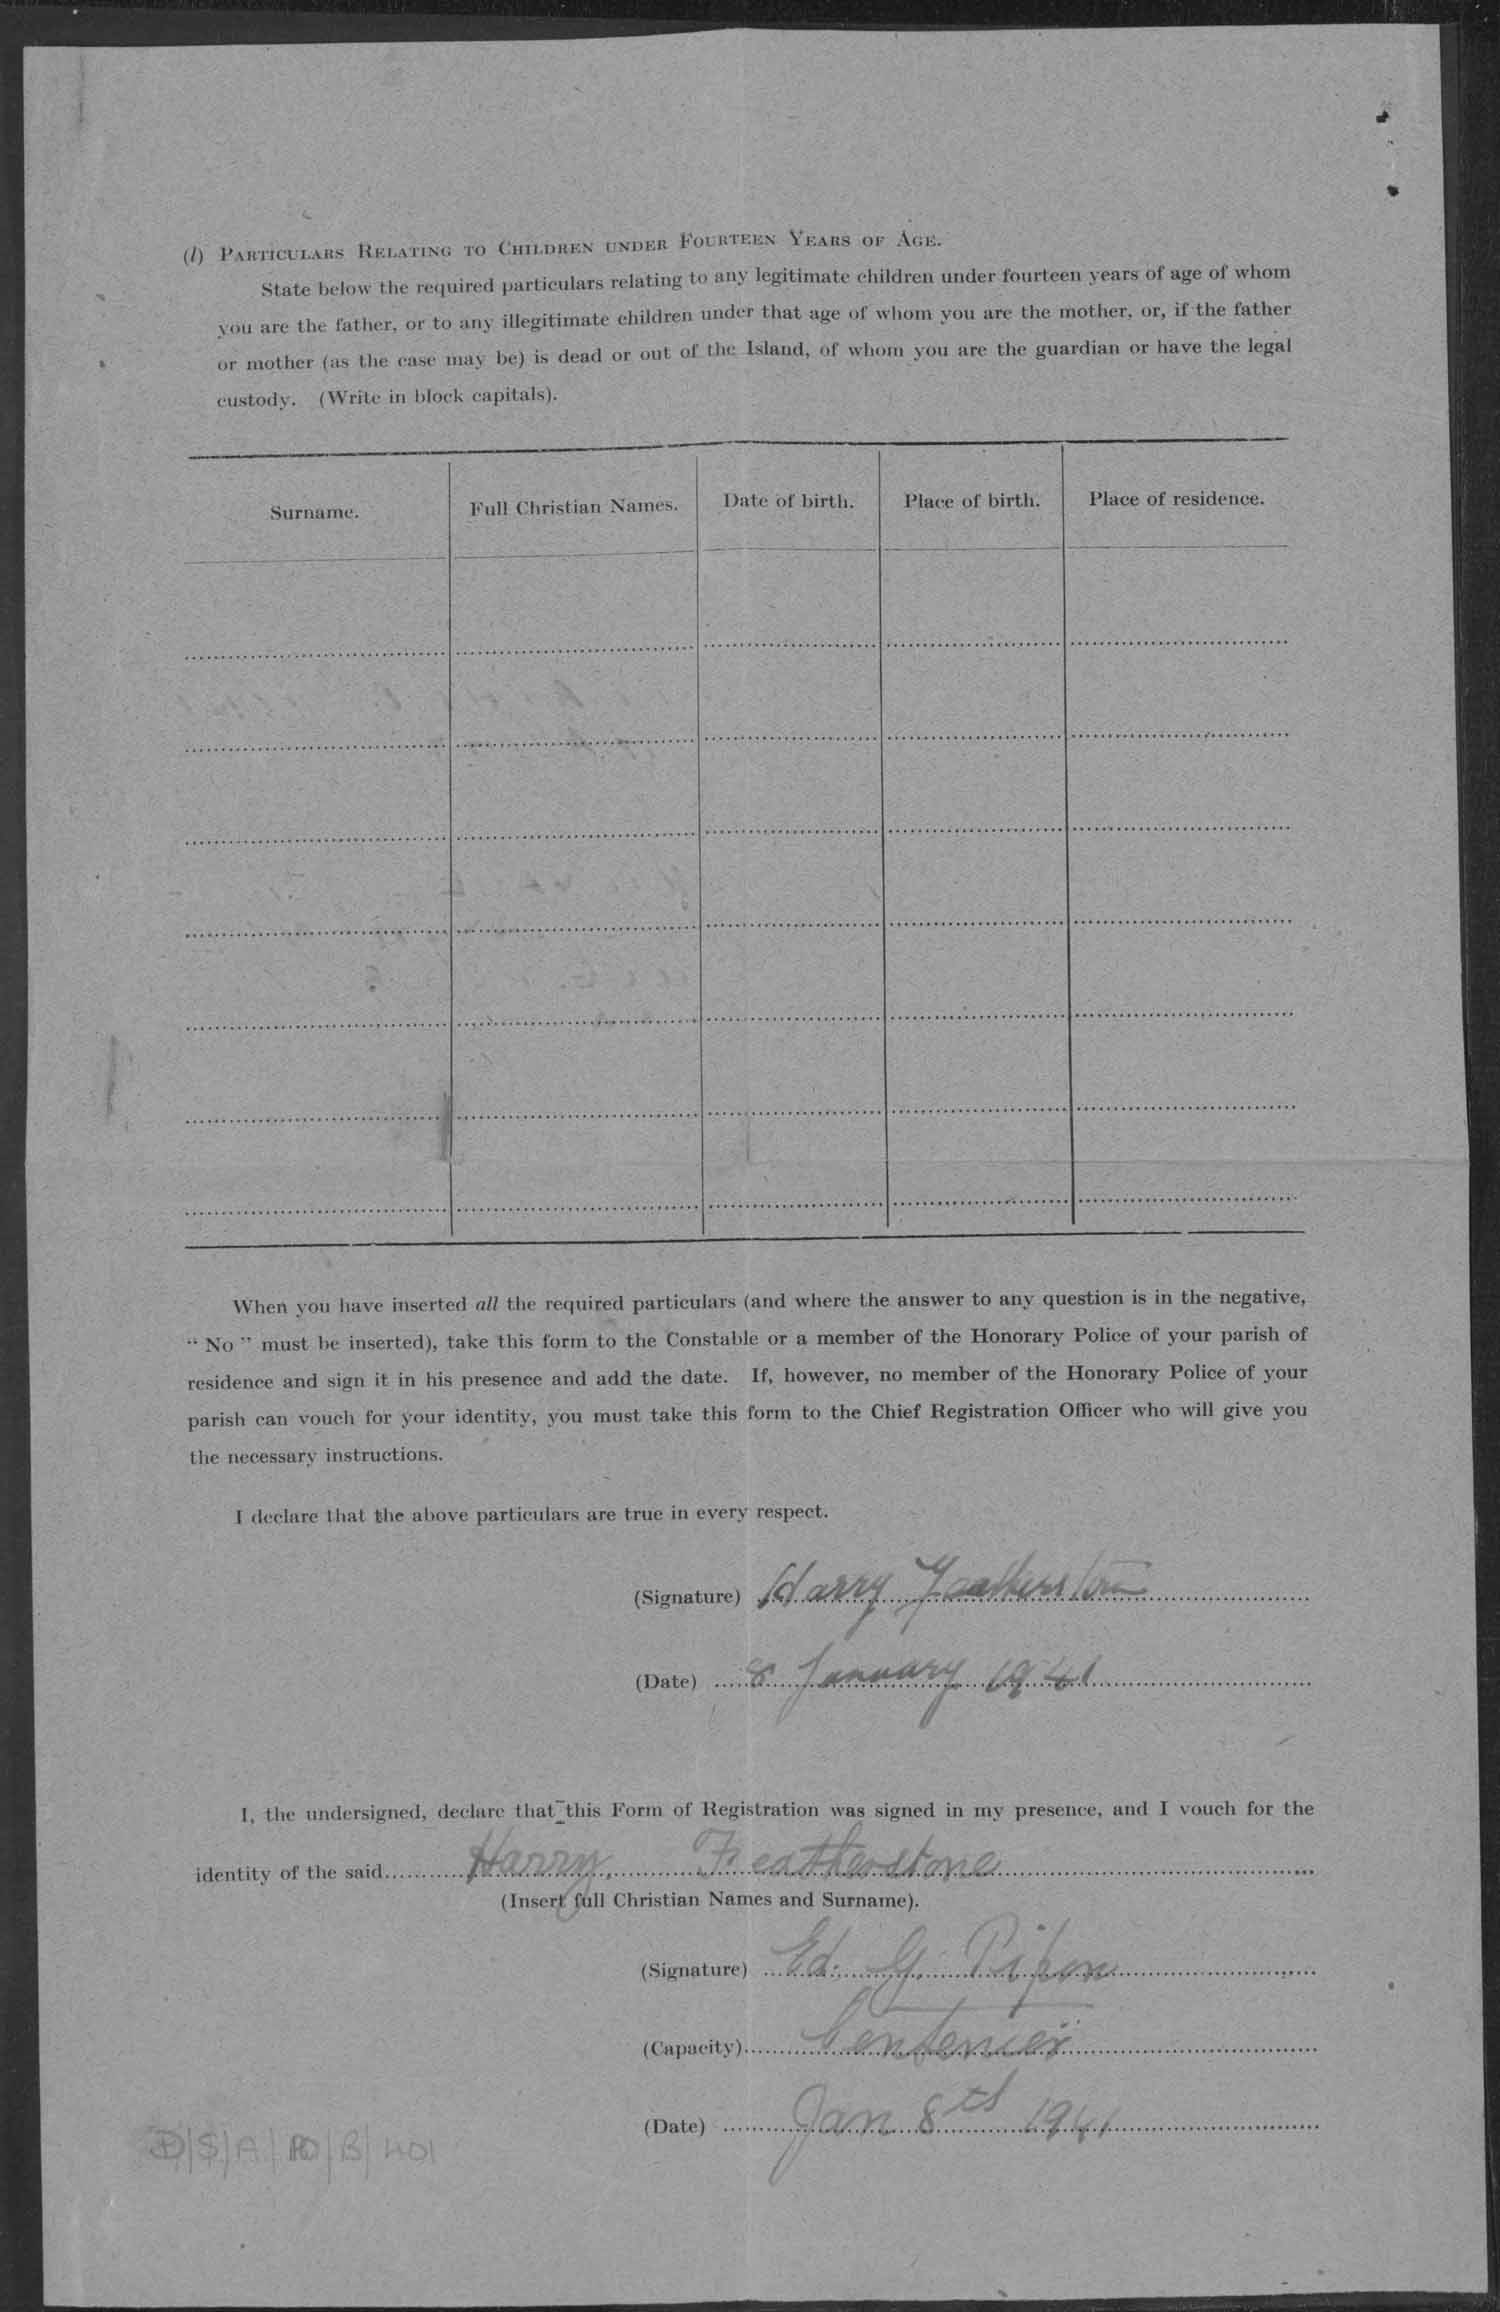 (l) PARTICULARS RELATING TO CHILDREN UNDER FOURTEEN YEARS OF AGE.
State below the required particulars relating to any legitimate children under fourteen years of age of whom
you are the father, or to any illegitimate children under that age of whom you are the mother, or, if the father
or mother (as the case may be) is dead or out of the Island, of whom you are the guardian or have the legal
custody. (Write in block capitals).
Surname. Full Christian Names. Date of birth. Place of birth. Place of residence.
When you have inserted all the required particulars (and where the answer to any question is in the negative,
“ No ” must be inserted), take this form to the Constable or a member of the Honorary Police of your parish of
residence and sign it in his presence and add the date. If, however, no member of the Honorary Police of your
parish can vouch for your identity, you must take this form to the Chief Registration Officer who will give you
the necessary instructions.
I declare that the above particulars are true in every respect.
(Signature) Harry Featherstone
(Date) 8 January 1941
I, the undersigned, declare that this Form of Registration was signed in my presence, and I vouch for the
identity of the said Harry. Featherstone
(Insert full Christian Names and Surname).
(Signature) Ed. G. Pipon
(Capacity) Centenier
(Date) Jan 8th 1941
D/S/A/10/B/401